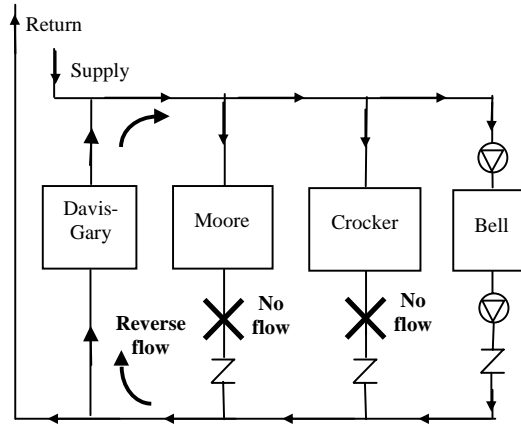 Return
Supply
Davis-
Gary
Moore
Crocker
Bell
No
flow
No
flow
Reverse
flow